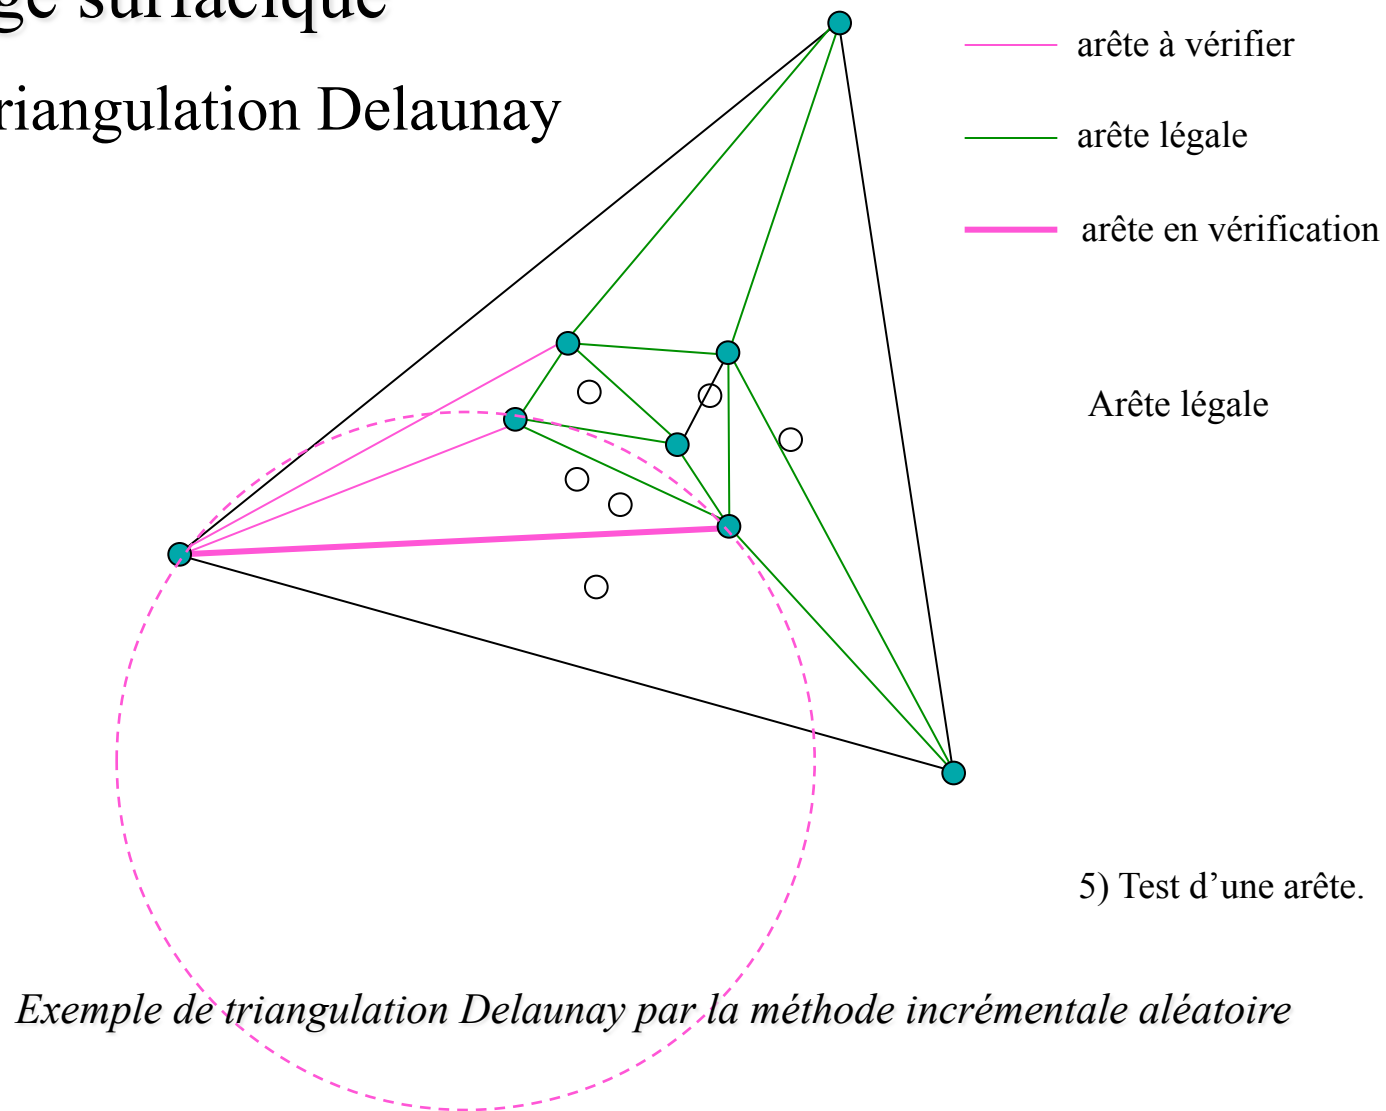 surfacique
Delaunay
arête à vérifier
arête légale
arête en vérification
Arête légale
5) Test d’une arête.
Exemple de triangulation Delaunay par la méthode incrémentale aléatoire